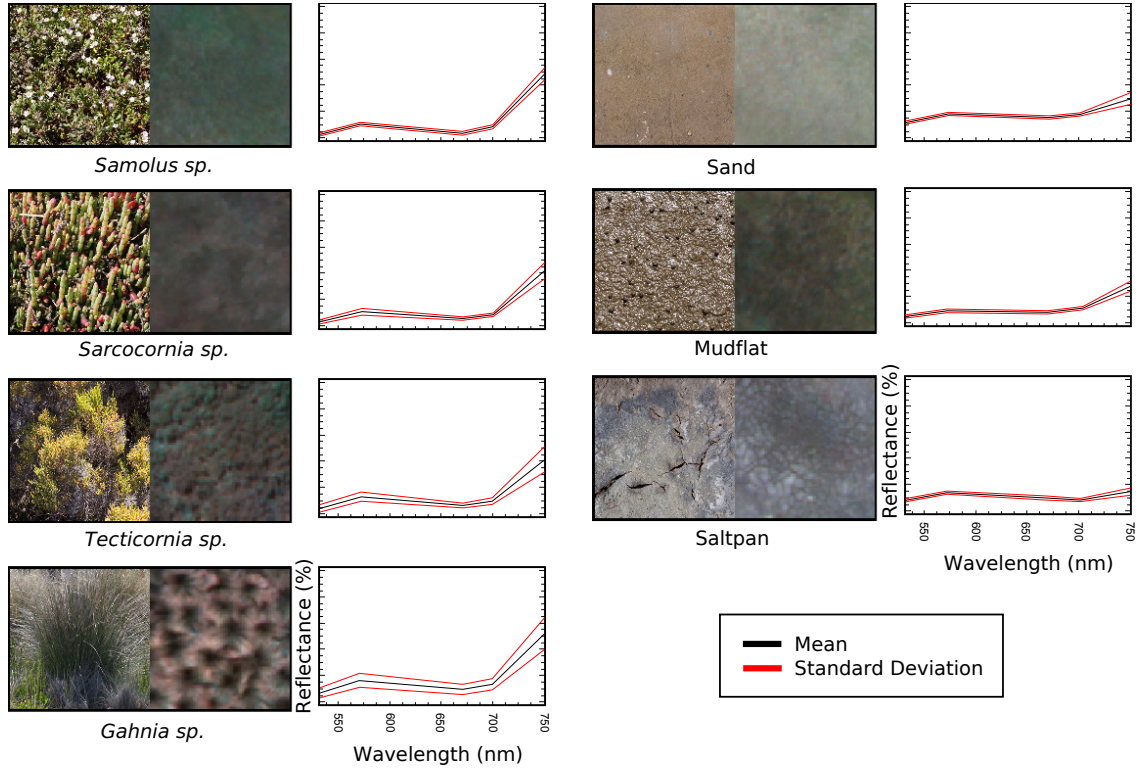 Samolus sp.
Sand
Sarcocornia sp.
Mudflat
Tecticornia sp.
Saltpan
Reflectance (%)
550
600
650
700
750
Wavelength (nm)
Gahnia sp.
Reflectance (%)
550
600
650
700
750
Wavelength (nm)
Mean
Standard Deviation